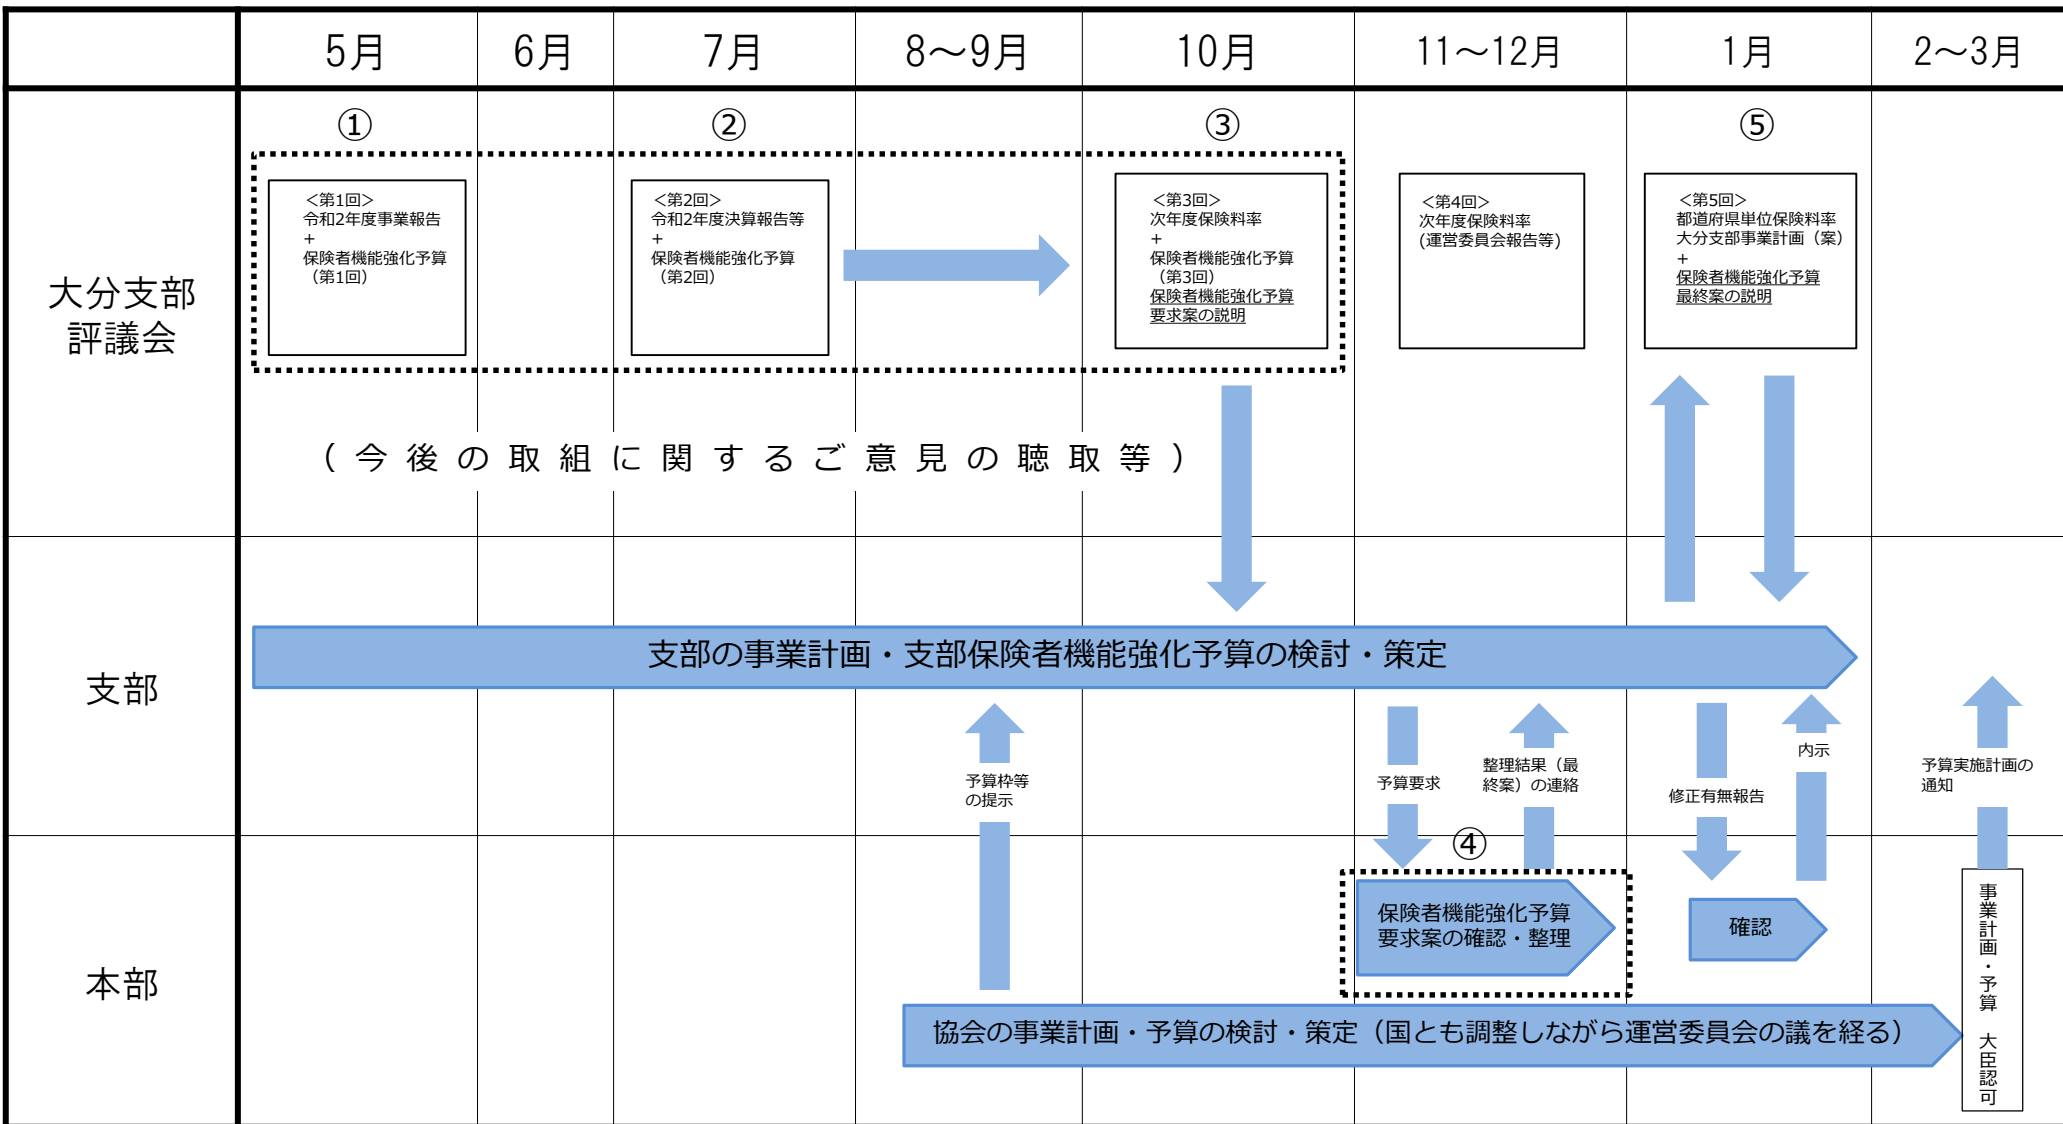 5月
6月
7月
8～9月
10月
11～12月
1月
2～3月
大分支部
評議会
①
②
③
⑤
＜第1回＞
令和2年度事業報告
+
保険者機能強化予算
（第1回）
＜第2回＞
令和2年度決算報告等
+
保険者機能強化予算
（第2回）
＜第3回＞
次年度保険料率
+
保険者機能強化予算
（第3回）
保険者機能強化予算
要求案の説明
＜第4回＞
次年度保険料率
(運営委員会報告等)
＜第5回＞
都道府県単位保険料率
大分支部事業計画（案）
+
保険者機能強化予算
最終案の説明
（今後の取組に関するご意見の聴取等）
支部
支部の事業計画・支部保険者機能強化予算の検討・策定
予算枠等
の提示
予算要求
整理結果（最
終案）の連絡
修正有無報告
内示
予算実施計画の
通知
本部
④
保険者機能強化予算
要求案の確認・整理
確認
協会の事業計画・予算の検討・策定（国とも調整しながら運営委員会の議を経る）
事業計画・予算　大臣認可